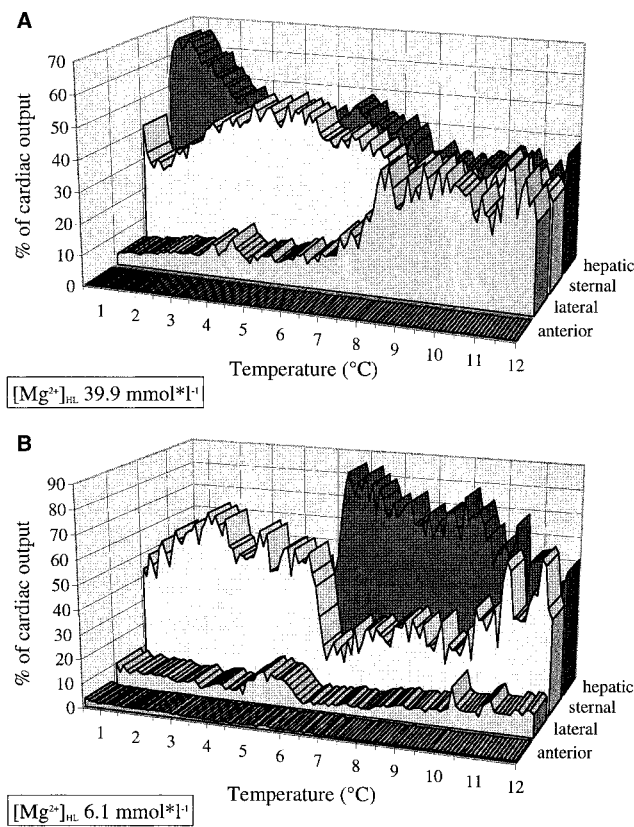 A
70
60
50
40
30
20
10
0
% of cardiac output
1 2 3 4 5 6 7 8 9 10 11 12
Temperature (°C)
hepatic
sternal
lateral
anterior
[Mg²⁺]HL 39.9 mmol*l⁻¹
B
90
80
70
60
50
40
30
20
10
0
% of cardiac output
1 2 3 4 5 6 7 8 9 10 11 12
Temperature (°C)
hepatic
sternal
lateral
anterior
[Mg²⁺]HL 6.1 mmol*l⁻¹